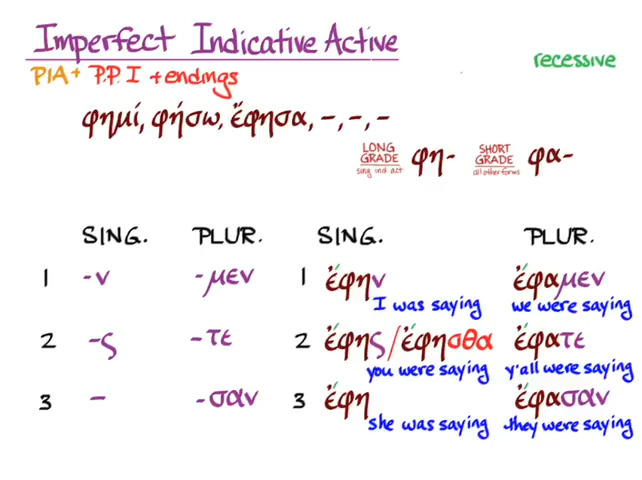 Imperfect Indicative Active
recessive
PIA + P.P. I + endings
φημί, φήσω, ἔφησα, –, –, –
LONG GRADE sing ind act φη- SHORT GRADE all other forms φα-
SING. PLUR. SING. PLUR.
1 -ν -μεν 1 ἔφην ἔφαμεν
I was saying we were saying
2 -ς -τε 2 ἔφης/ἔφησθα ἔφατε
you were saying y'all were saying
3 – -σαν 3 ἔφη ἔφασαν
she was saying they were saying